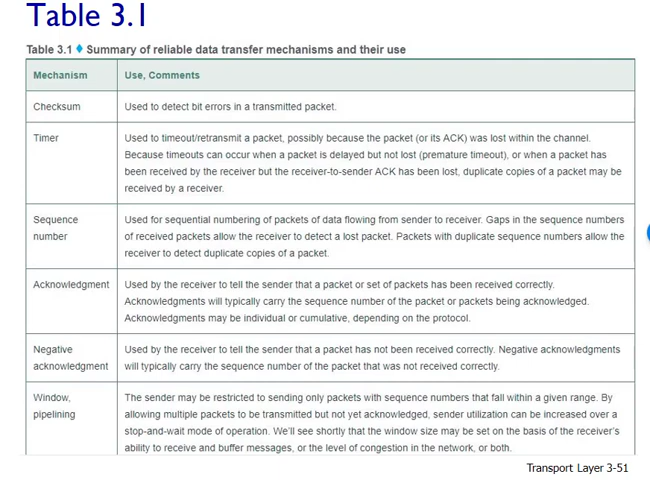 Table 3.1
Table 3.1 ♦ Summary of reliable data transfer mechanisms and their use
Mechanism Use, Comments
Checksum Used to detect bit errors in a transmitted packet.
Timer Used to timeout/retransmit a packet, possibly because the packet (or its ACK) was lost within the channel.
Because timeouts can occur when a packet is delayed but not lost (premature timeout), or when a packet has
been received by the receiver but the receiver-to-sender ACK has been lost, duplicate copies of a packet may be
received by a receiver.
Sequence Used for sequential numbering of packets of data flowing from sender to receiver. Gaps in the sequence numbers
number of received packets allow the receiver to detect a lost packet. Packets with duplicate sequence numbers allow the
receiver to detect duplicate copies of a packet.
Acknowledgment Used by the receiver to tell the sender that a packet or set of packets has been received correctly.
Acknowledgments will typically carry the sequence number of the packet or packets being acknowledged.
Acknowledgments may be individual or cumulative, depending on the protocol.
Negative Used by the receiver to tell the sender that a packet has not been received correctly. Negative acknowledgments
acknowledgment will typically carry the sequence number of the packet that was not received correctly.
Window, The sender may be restricted to sending only packets with sequence numbers that fall within a given range. By
pipelining allowing multiple packets to be transmitted but not yet acknowledged, sender utilization can be increased over a
stop-and-wait mode of operation. We'll see shortly that the window size may be set on the basis of the receiver's
ability to receive and buffer messages, or the level of congestion in the network, or both.
Transport Layer 3-51